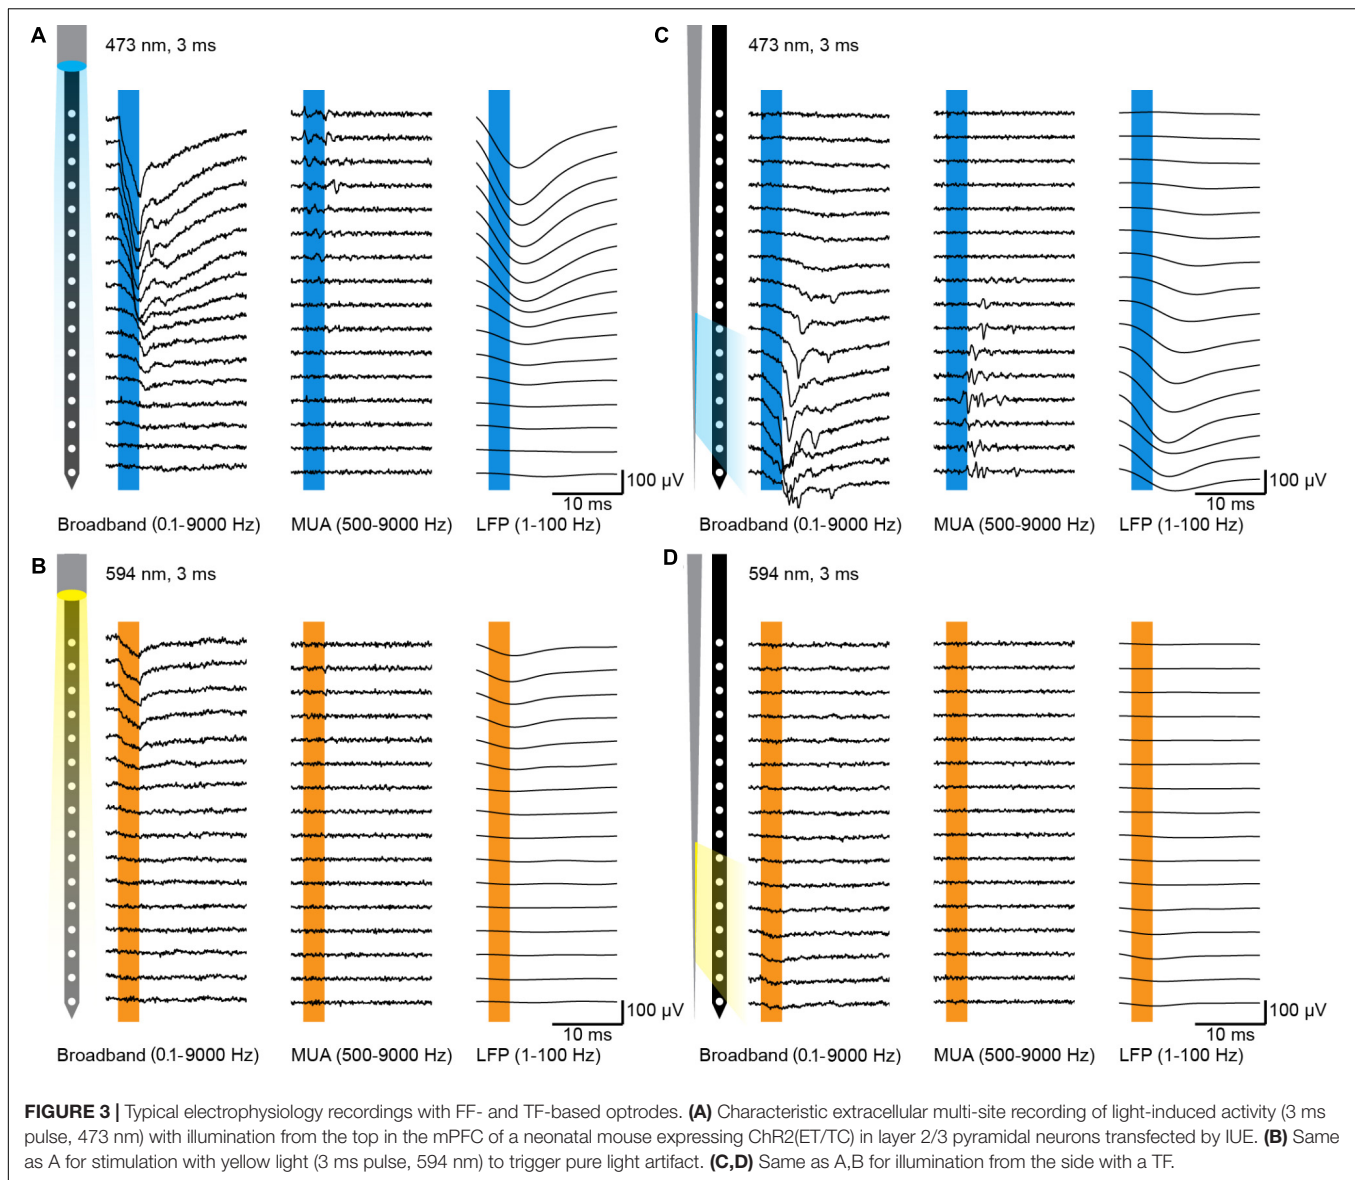 A
473 nm, 3 ms
100 µV
10 ms
Broadband (0.1-9000 Hz)
MUA (500-9000 Hz)
LFP (1-100 Hz)
C
473 nm, 3 ms
100 µV
10 ms
Broadband (0.1-9000 Hz)
MUA (500-9000 Hz)
LFP (1-100 Hz)
B
594 nm, 3 ms
100 µV
10 ms
Broadband (0.1-9000 Hz)
MUA (500-9000 Hz)
LFP (1-100 Hz)
D
594 nm, 3 ms
100 µV
10 ms
Broadband (0.1-9000 Hz)
MUA (500-9000 Hz)
LFP (1-100 Hz)
FIGURE 3 | Typical electrophysiology recordings with FF- and TF-based optrodes. (A) Characteristic extracellular multi-site recording of light-induced activity (3 ms
pulse, 473 nm) with illumination from the top in the mPFC of a neonatal mouse expressing ChR2(ET/TC) in layer 2/3 pyramidal neurons transfected by IUE. (B) Same
as A for stimulation with yellow light (3 ms pulse, 594 nm) to trigger pure light artifact. (C,D) Same as A,B for illumination from the side with a TF.